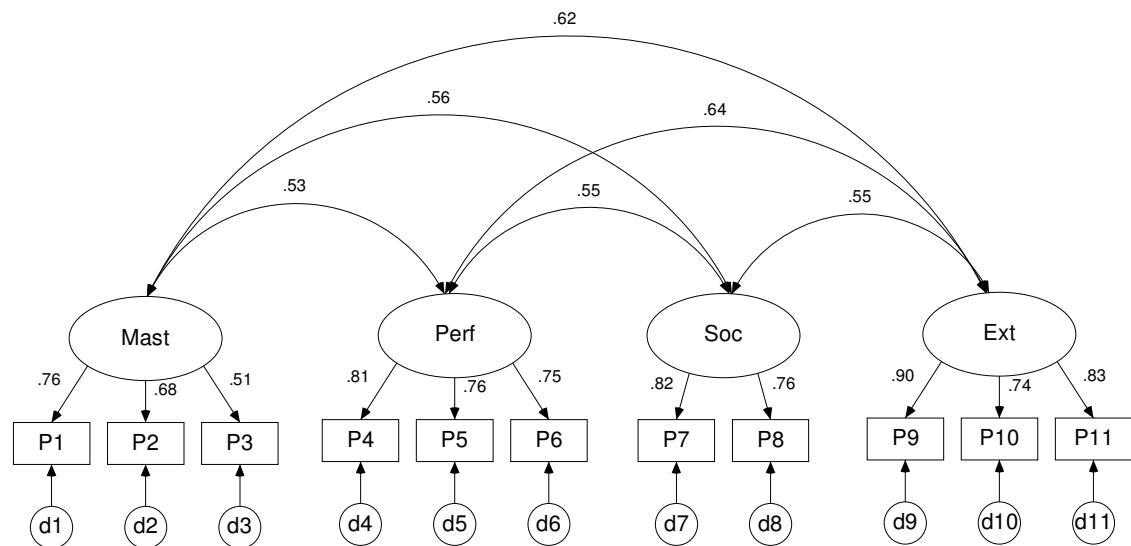 .62
.56
.64
.53
.55
.55
Mast
Perf
Soc
Ext
.76
.68
.51
.81
.76
.75
.82
.76
.90
.74
.83
P1
P2
P3
P4
P5
P6
P7
P8
P9
P10
P11
d1
d2
d3
d4
d5
d6
d7
d8
d9
d10
d11